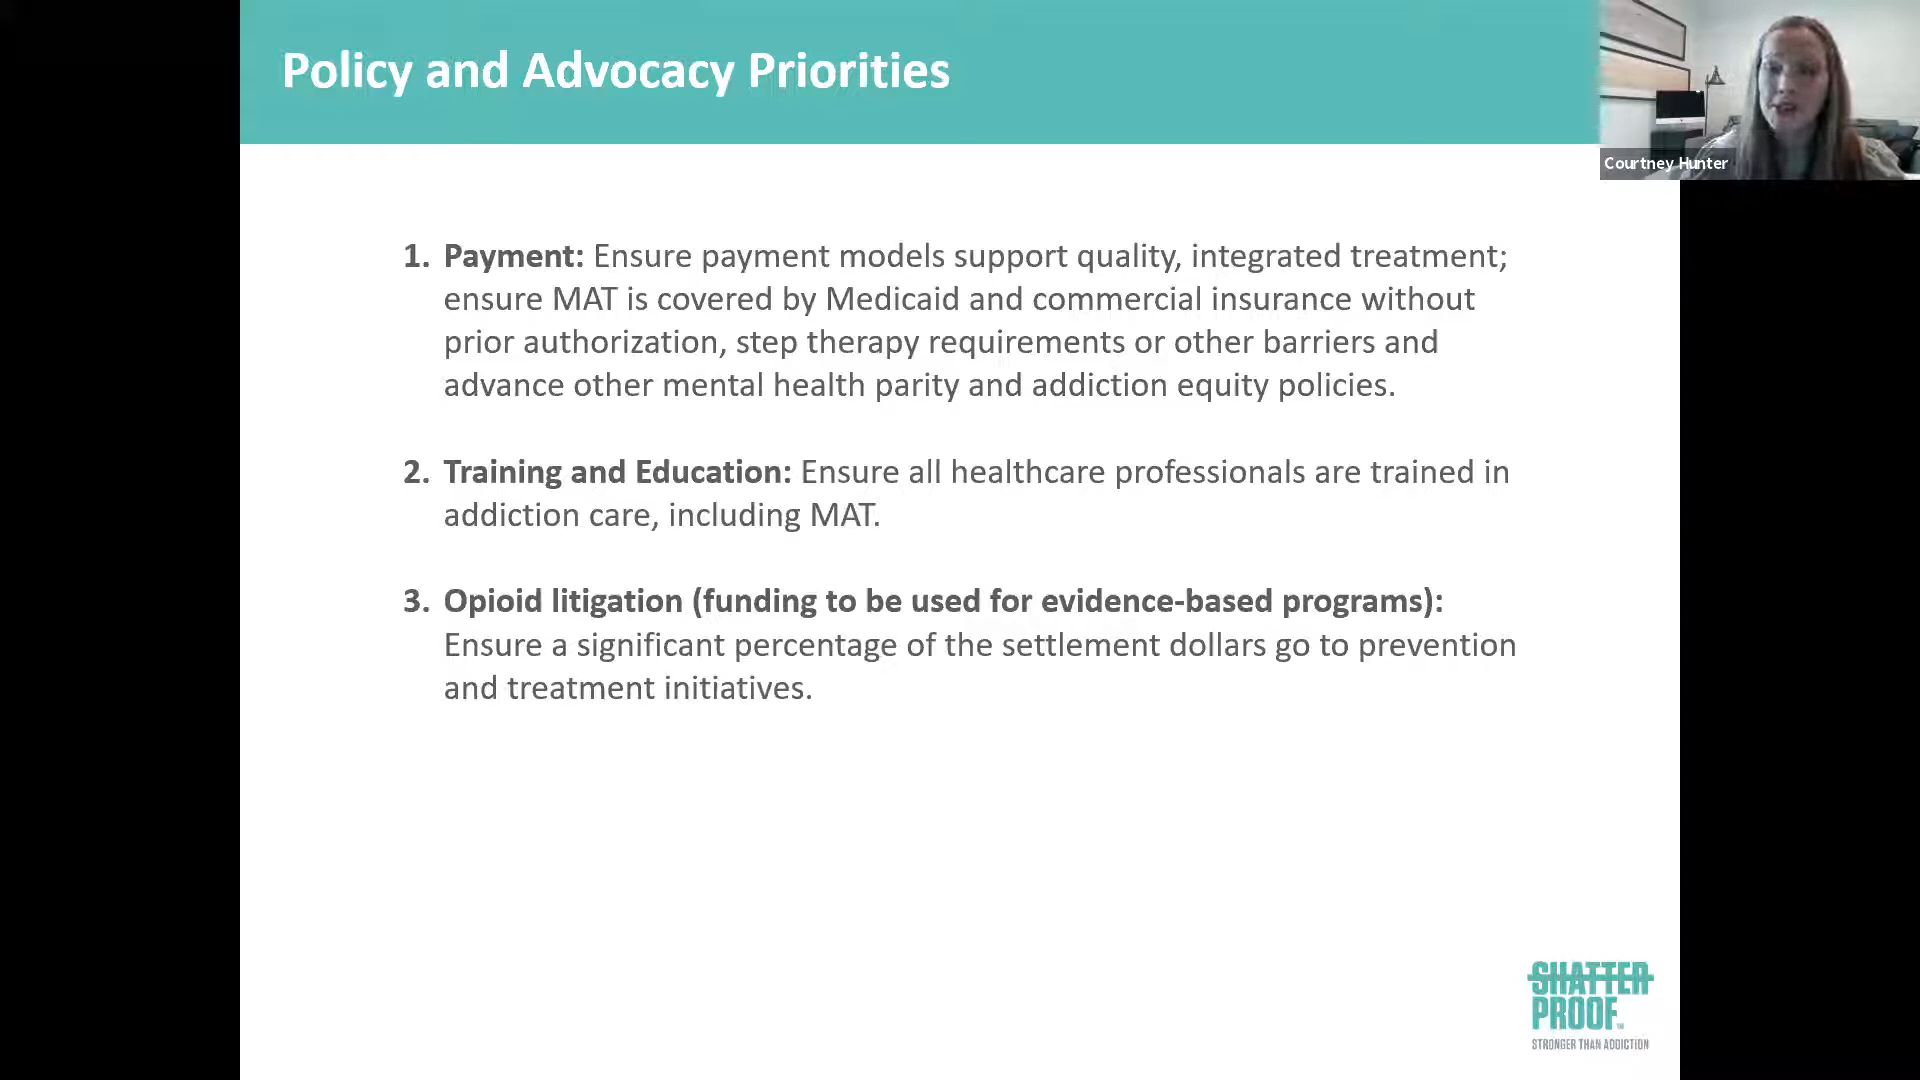 Policy and Advocacy Priorities
Courtney Hunter
1. Payment: Ensure payment models support quality, integrated treatment;
ensure MAT is covered by Medicaid and commercial insurance without
prior authorization, step therapy requirements or other barriers and
advance other mental health parity and addiction equity policies.
2. Training and Education: Ensure all healthcare professionals are trained in
addiction care, including MAT.
3. Opioid litigation (funding to be used for evidence-based programs):
Ensure a significant percentage of the settlement dollars go to prevention
and treatment initiatives.
SHATTER
PROOF™
STRONGER THAN ADDICTION